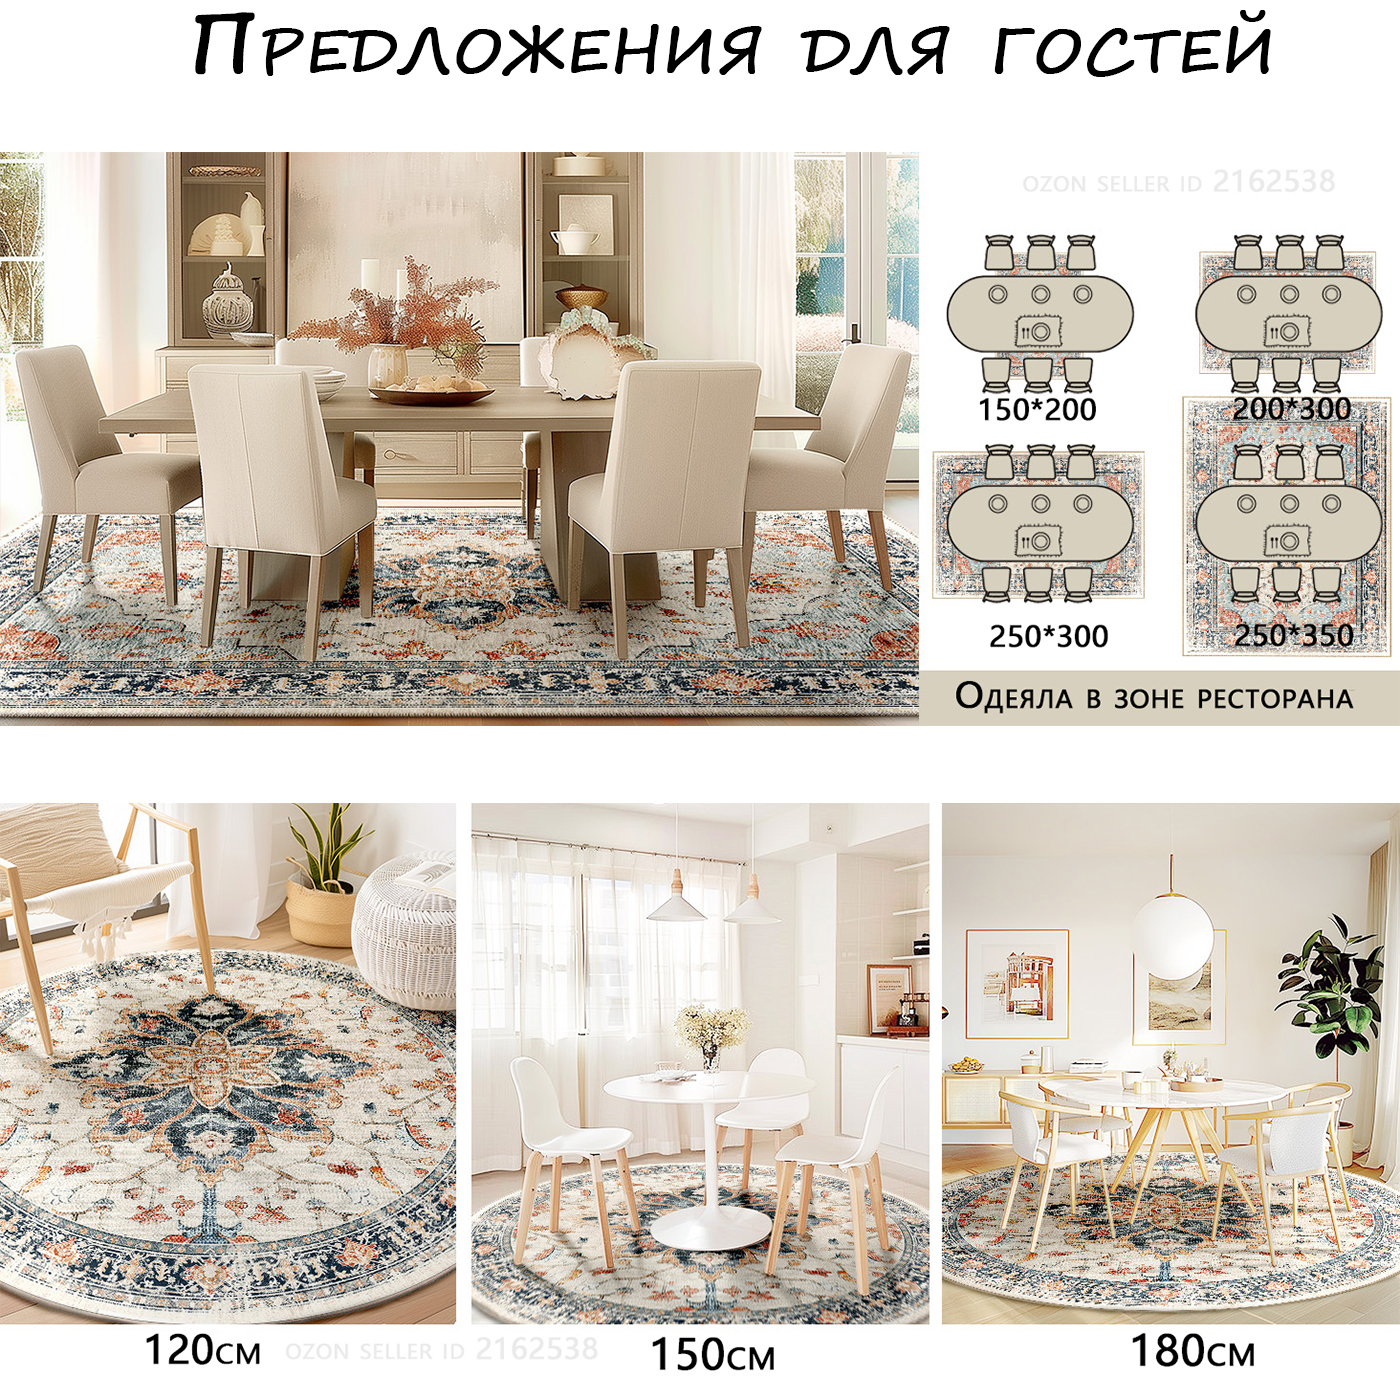 Предложения для гостей
OZON SELLER ID 2162538
150*200
200*300
250*300
250*350
Одеяла в зоне ресторана
120см
OZON SELLER ID 2162538
150см
180см